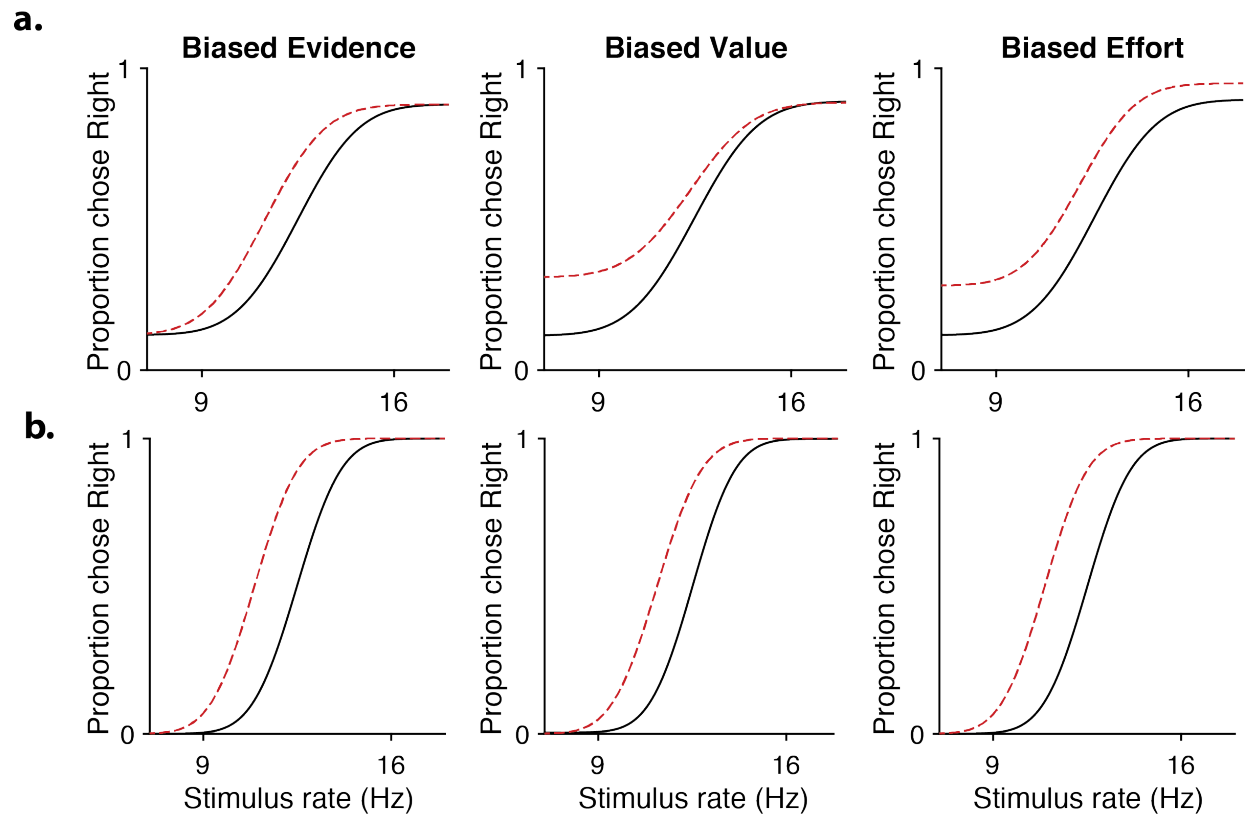 a.
Biased Evidence
Biased Value
Biased Effort
1
Proportion chose Right
0
9
16
1
Proportion chose Right
0
9
16
1
Proportion chose Right
0
9
16
b.
1
Proportion chose Right
0
9
16
Stimulus rate (Hz)
1
Proportion chose Right
0
9
16
Stimulus rate (Hz)
1
Proportion chose Right
0
9
16
Stimulus rate (Hz)